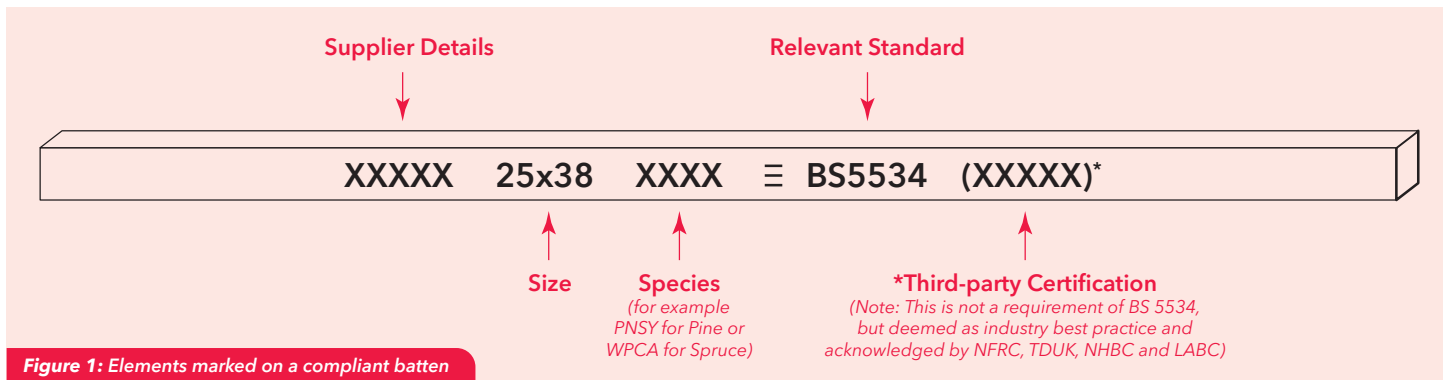 Supplier Details
Relevant Standard
XXXXX 25x38 XXXX ☰ BS5534 (XXXXX)*
Size
Species
(for example
PNSY for Pine or
WPCA for Spruce)
*Third-party Certification
(Note: This is not a requirement of BS 5534,
but deemed as industry best practice and
acknowledged by NFRC, TDUK, NHBC and LABC)
Figure 1: Elements marked on a compliant batten